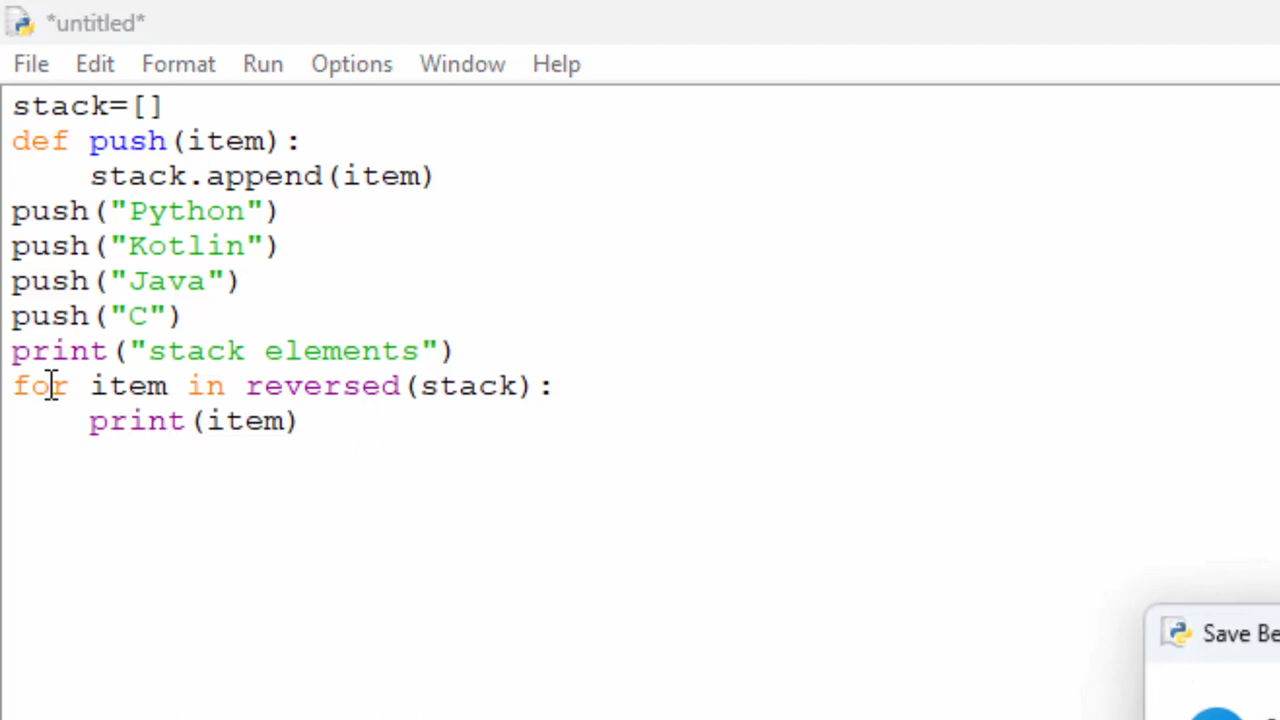 *untitled*
File Edit Format Run Options Window Help
stack=[]
def push(item):
    stack.append(item)
push("Python")
push("Kotlin")
push("Java")
push("C")
print("stack elements")
for item in reversed(stack):
    print(item)
Save Be